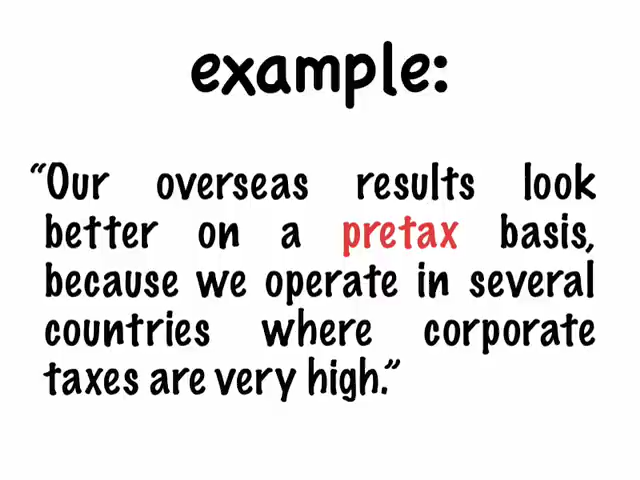 example:
“Our overseas results look
better on a pretax basis,
because we operate in several
countries where corporate
taxes are very high.”